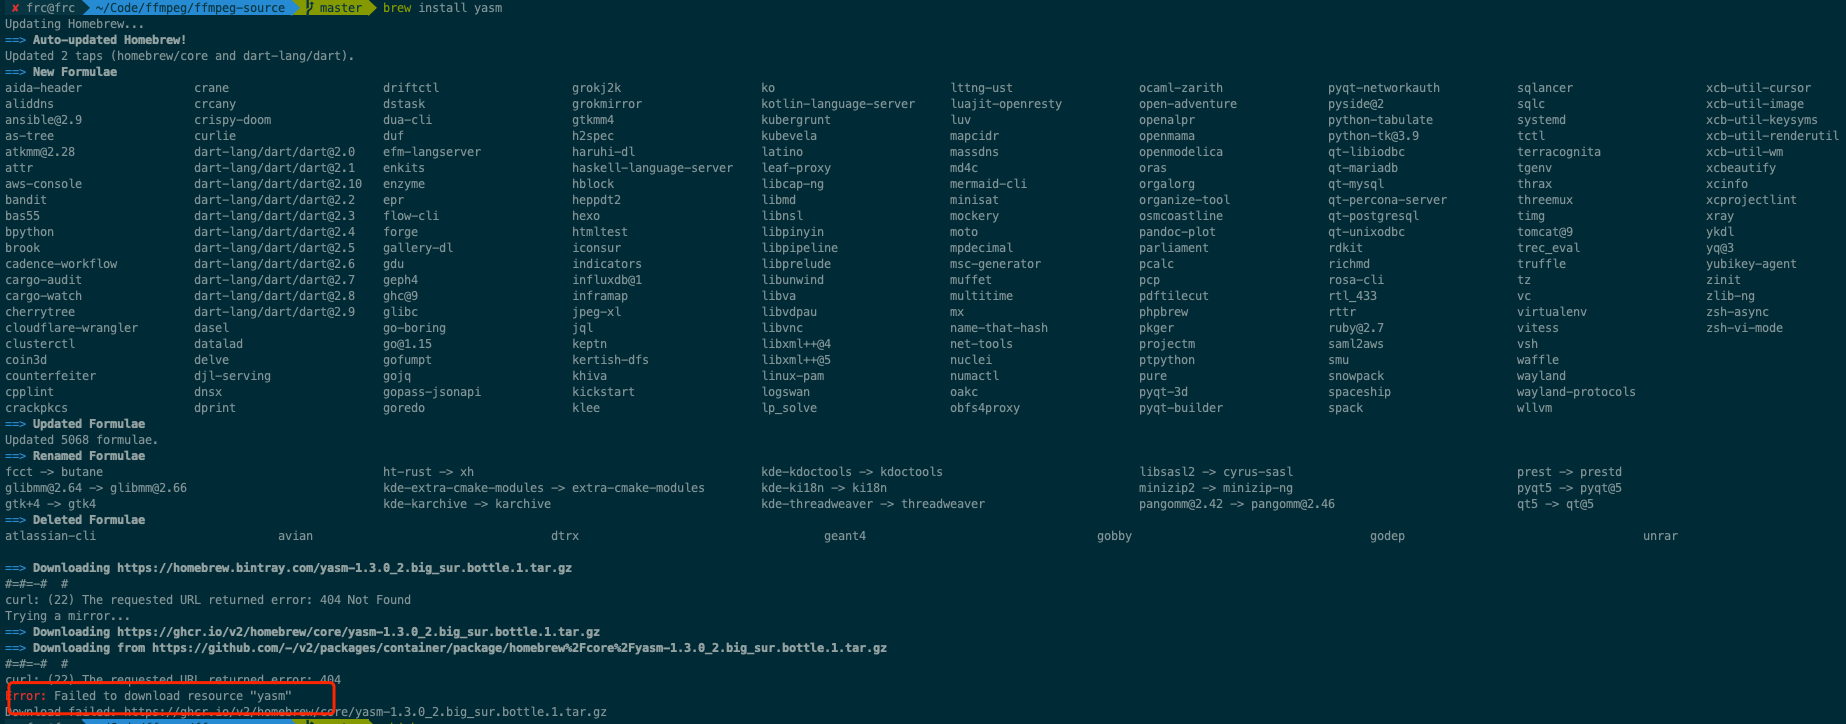 ✘ frc@frc ~/Code/ffmpeg/ffmpeg-source master brew install yasm
Updating Homebrew...
==> Auto-updated Homebrew!
Updated 2 taps (homebrew/core and dart-lang/dart).
==> New Formulae
aida-header crane driftctl grokj2k ko lttng-ust ocaml-zarith pyqt-networkauth sqlancer xcb-util-cursor
aliddns crcany dstask grokmirror kotlin-language-server luajit-openresty open-adventure pyside@2 sqlc xcb-util-image
ansible@2.9 crispy-doom dua-cli gtkmm4 kubergrunt luv openalpr python-tabulate systemd xcb-util-keysyms
as-tree curlie duf h2spec kubevela mapcidr openmama python-tk@3.9 tctl xcb-util-renderutil
atkmm@2.28 dart-lang/dart/dart@2.0 efm-langserver haruhi-dl latino massdns openmodelica qt-libiodbc terracognita xcb-util-wm
attr dart-lang/dart/dart@2.1 enkits haskell-language-server leaf-proxy md4c oras qt-mariadb tgenv xcbeautify
aws-console dart-lang/dart/dart@2.10 enzyme hblock libcap-ng mermaid-cli orgalorg qt-mysql thrax xcinfo
bandit dart-lang/dart/dart@2.2 epr heppdt2 libmd minisat organize-tool qt-percona-server threemux xcprojectlint
bas55 dart-lang/dart/dart@2.3 flow-cli hexo libnsl mockery osmcoastline qt-postgresql timg xray
bpython dart-lang/dart/dart@2.4 forge htmltest libpinyin moto pandoc-plot qt-unixodbc tomcat@9 ykdl
brook dart-lang/dart/dart@2.5 gallery-dl iconsur libpipeline mpdecimal parliament rdkit trec_eval yq@3
cadence-workflow dart-lang/dart/dart@2.6 gdu indicators libprelude msc-generator pcalc richmd truffle yubikey-agent
cargo-audit dart-lang/dart/dart@2.7 geph4 influxdb@1 libunwind muffet pcp rosa-cli tz zinit
cargo-watch dart-lang/dart/dart@2.8 ghc@9 inframap libva multitime pdftilecut rtl_433 vc zlib-ng
cherrytree dart-lang/dart/dart@2.9 glibc jpeg-xl libvdpau mx phpbrew rttr virtualenv zsh-async
cloudflare-wrangler dasel go-boring jql libvnc name-that-hash pkger ruby@2.7 vitess zsh-vi-mode
clusterctl datalad go@1.15 keptn libxml++@4 net-tools projectm saml2aws vsh
coin3d delve gofumpt kertish-dfs libxml++@5 nuclei ptpython smu waffle
counterfeiter djl-serving gojq khiva linux-pam numactl pure snowpack wayland
cpplint dnsx gopass-jsonapi kickstart logswan oakc pyqt-3d spaceship wayland-protocols
crackpkcs dprint goredo klee lp_solve obfs4proxy pyqt-builder spack wllvm
==> Updated Formulae
Updated 5068 formulae.
==> Renamed Formulae
fcct -> butane ht-rust -> xh kde-kdoctools -> kdoctools libsasl2 -> cyrus-sasl prest -> prestd
glibmm@2.64 -> glibmm@2.66 kde-extra-cmake-modules -> extra-cmake-modules kde-ki18n -> ki18n minizip2 -> minizip-ng pyqt5 -> pyqt@5
gtk+4 -> gtk4 kde-karchive -> karchive kde-threadweaver -> threadweaver pangomm@2.42 -> pangomm@2.46 qt5 -> qt@5
==> Deleted Formulae
atlassian-cli avian dtrx geant4 gobby godep unrar
==> Downloading https://homebrew.bintray.com/yasm-1.3.0_2.big_sur.bottle.1.tar.gz
#=#=-# #
curl: (22) The requested URL returned error: 404 Not Found
Trying a mirror...
==> Downloading https://ghcr.io/v2/homebrew/core/yasm-1.3.0_2.big_sur.bottle.1.tar.gz
==> Downloading from https://github.com/-/v2/packages/container/package/homebrew%2Fcore%2Fyasm-1.3.0_2.big_sur.bottle.1.tar.gz
#=#=-# #
curl: (22) The requested URL returned error: 404
Error: Failed to download resource "yasm"
Download failed: https://ghcr.io/v2/homebrew/core/yasm-1.3.0_2.big_sur.bottle.1.tar.gz